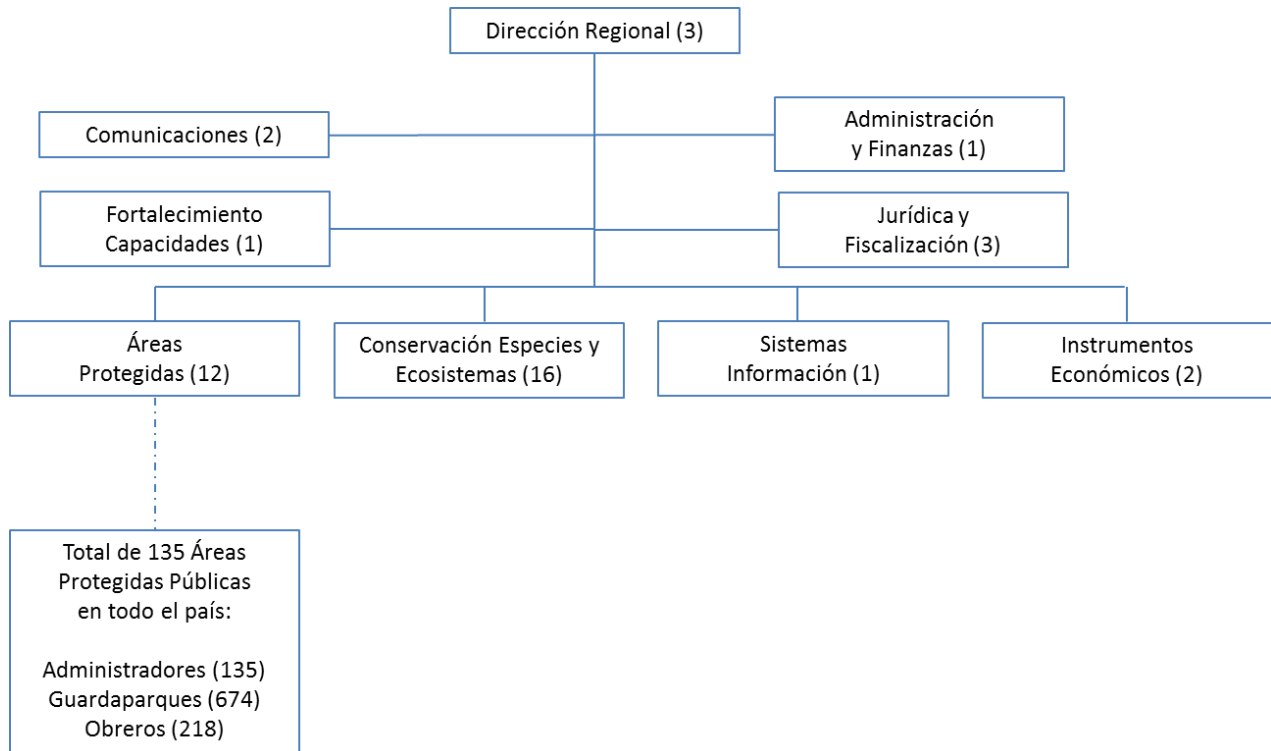 Dirección Regional (3)
Comunicaciones (2)
Administración
y Finanzas (1)
Fortalecimiento
Capacidades (1)
Jurídica y
Fiscalización (3)
Áreas
Protegidas (12)
Conservación Especies y
Ecosistemas (16)
Sistemas
Información (1)
Instrumentos
Económicos (2)
Total de 135 Áreas
Protegidas Públicas
en todo el país:
Administradores (135)
Guardaparques (674)
Obreros (218)